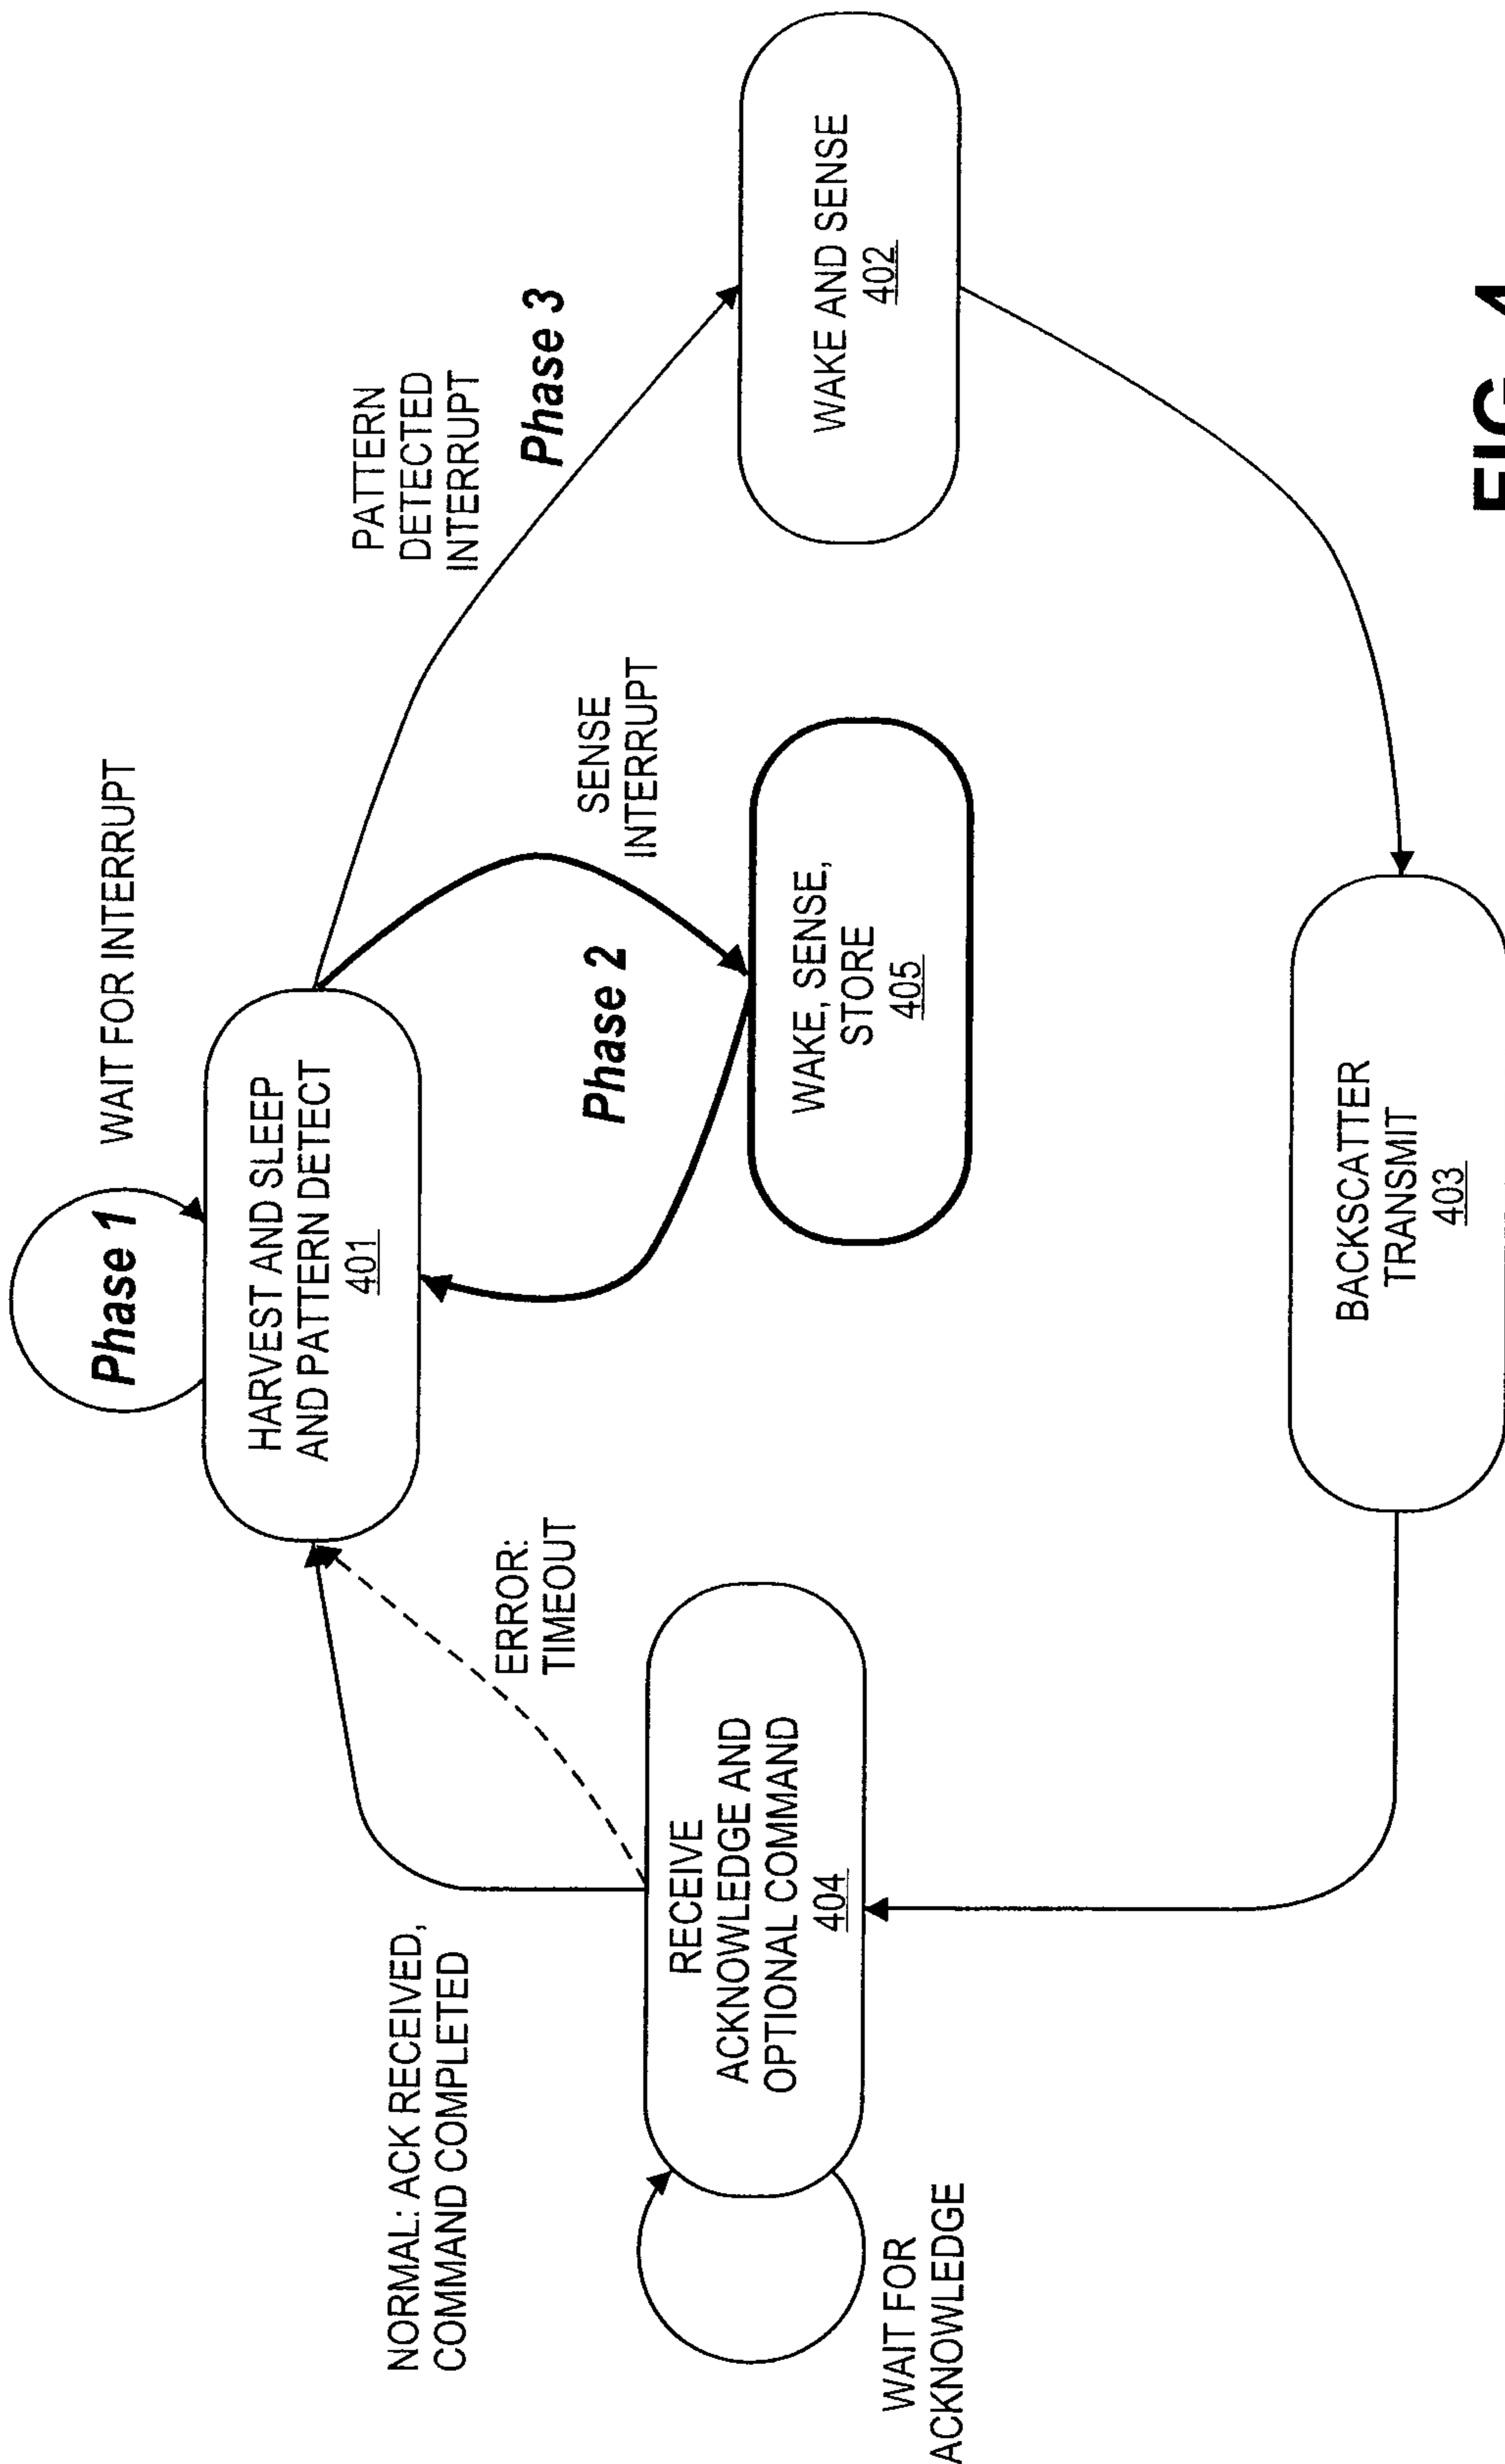 WAIT FOR INTERRUPT
Phase 1
HARVEST AND SLEEP
AND PATTERN DETECT
401
PATTERN
DETECTED
INTERRUPT
Phase 3
SENSE
INTERRUPT
Phase 2
WAKE, SENSE,
STORE
405
WAKE AND SENSE
402
NORMAL: ACK RECEIVED,
COMMAND COMPLETED
ERROR:
TIMEOUT
RECEIVE
ACKNOWLEDGE AND
OPTIONAL COMMAND
404
WAIT FOR
ACKNOWLEDGE
BACKSCATTER
TRANSMIT
403
FIG. 4